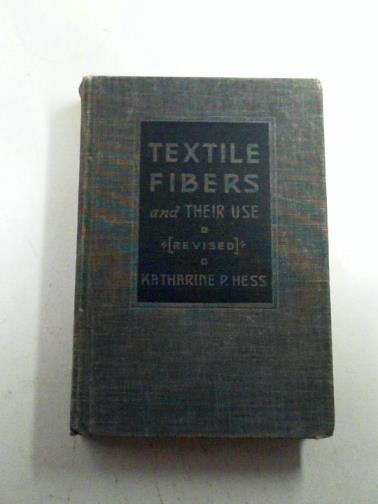 TEXTILE
FIBERS
and THEIR USE
[REVISED]
KATHARINE P. HESS